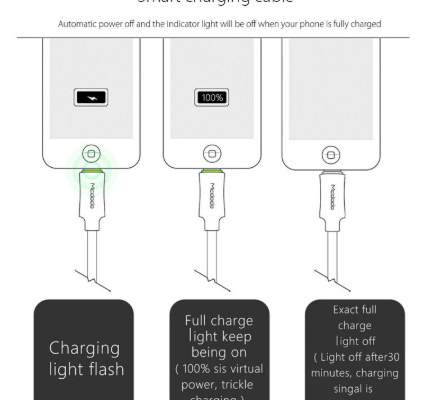 Smart charging cable
Automatic power off and the indicator light will be off when your phone is fully charged
100%
Mcdodo
Mcdodo
Mcdodo
Charging
light flash
Full charge
light keep
being on
( 100% sis virtual
power, trickle
charging )
Exact full
charge
light off
( Light off after30
minutes, charging
singal is